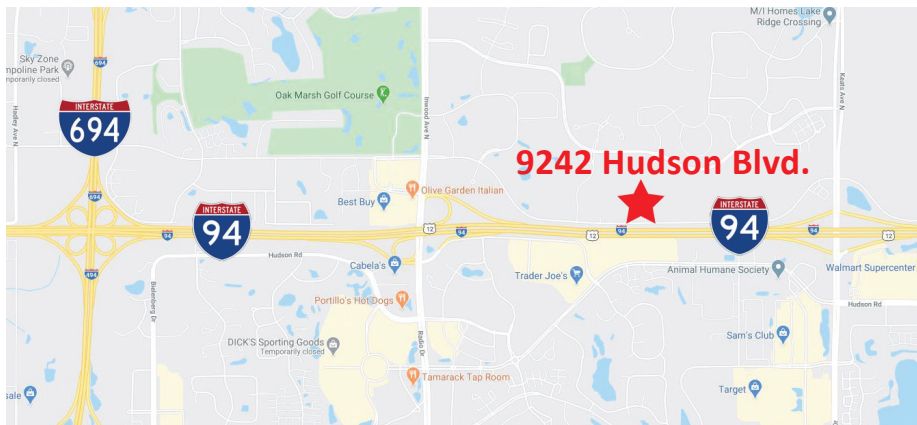 M/I Homes Lake
Ridge Crossing
Sky Zone
mpoline Park
Temporarily closed
Hadley Ave N
INTERSTATE
694
Oak Marsh Golf Course
Inwood Ave N
Keats Ave N
9242 Hudson Blvd.
694
Olive Garden Italian
Best Buy
INTERSTATE
94
INTERSTATE
94
12
94
94
12
94
94
12
Hudson Rd
494
Cabela's
Trader Joe's
Animal Humane Society
Walmart Supercenter
Bielenberg Dr
Portillo's Hot Dogs
Hudson Rd
DICK'S Sporting Goods
Temporarily closed
Radio Dr
Sam's Club
Tamarack Tap Room
Target
sale